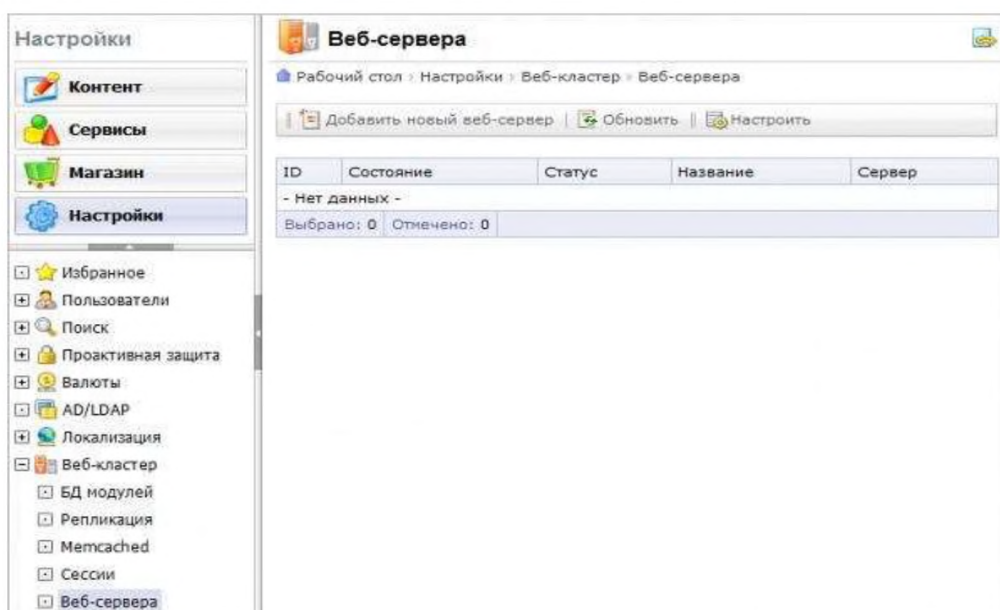 Настройки
Контент
Сервисы
Магазин
Настройки
Избранное
Пользователи
Поиск
Проактивная защита
Валюты
AD/LDAP
Локализация
Веб-кластер
БД модулей
Репликация
Memcached
Сессии
Веб-сервера
Веб-сервера
Рабочий стол › Настройки › Веб-кластер › Веб-сервера
Добавить новый веб-сервер | Обновить | Настроить
ID Состояние Статус Название Сервер
- Нет данных -
Выбрано: 0 Отмечено: 0